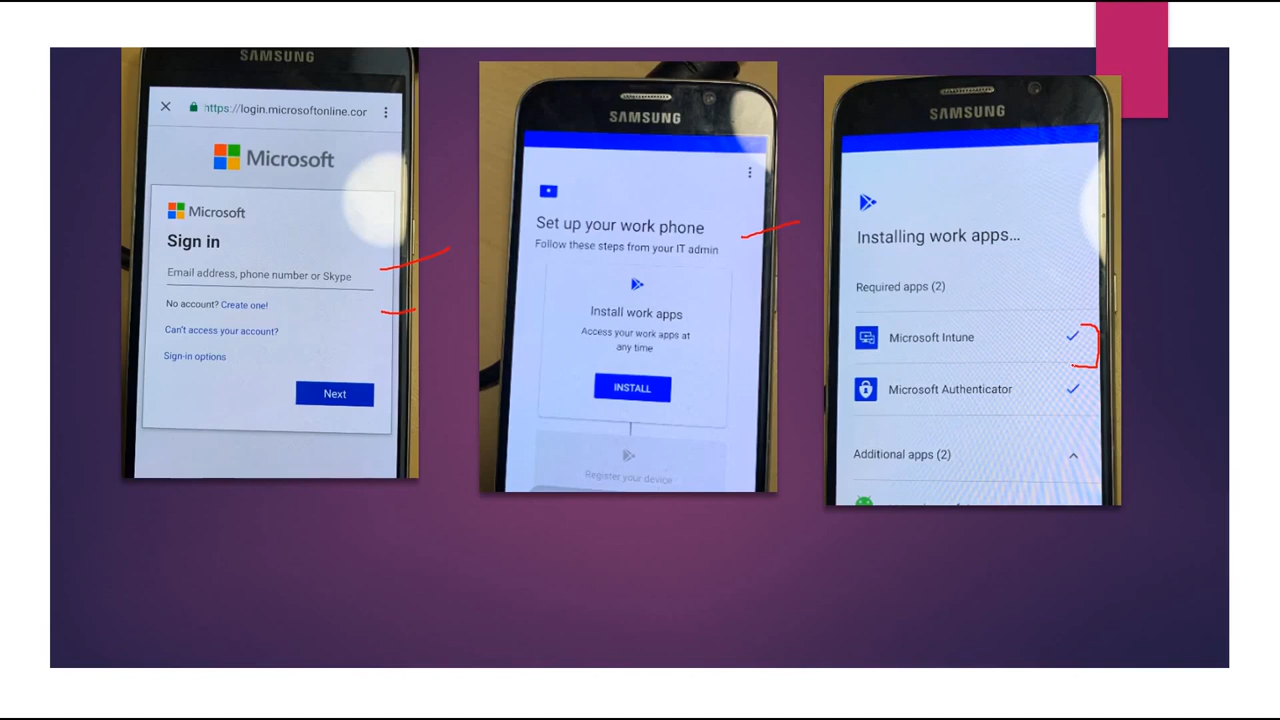 SAMSUNG
https://login.microsoftonline.cor
Microsoft
Microsoft
Sign in
Email address, phone number or Skype
No account? Create one!
Can't access your account?
Sign-in options
Next
SAMSUNG
Set up your work phone
Follow these steps from your IT admin
Install work apps
Access your work apps at
any time
INSTALL
Register your device
SAMSUNG
Installing work apps...
Required apps (2)
Microsoft Intune
Microsoft Authenticator
Additional apps (2)